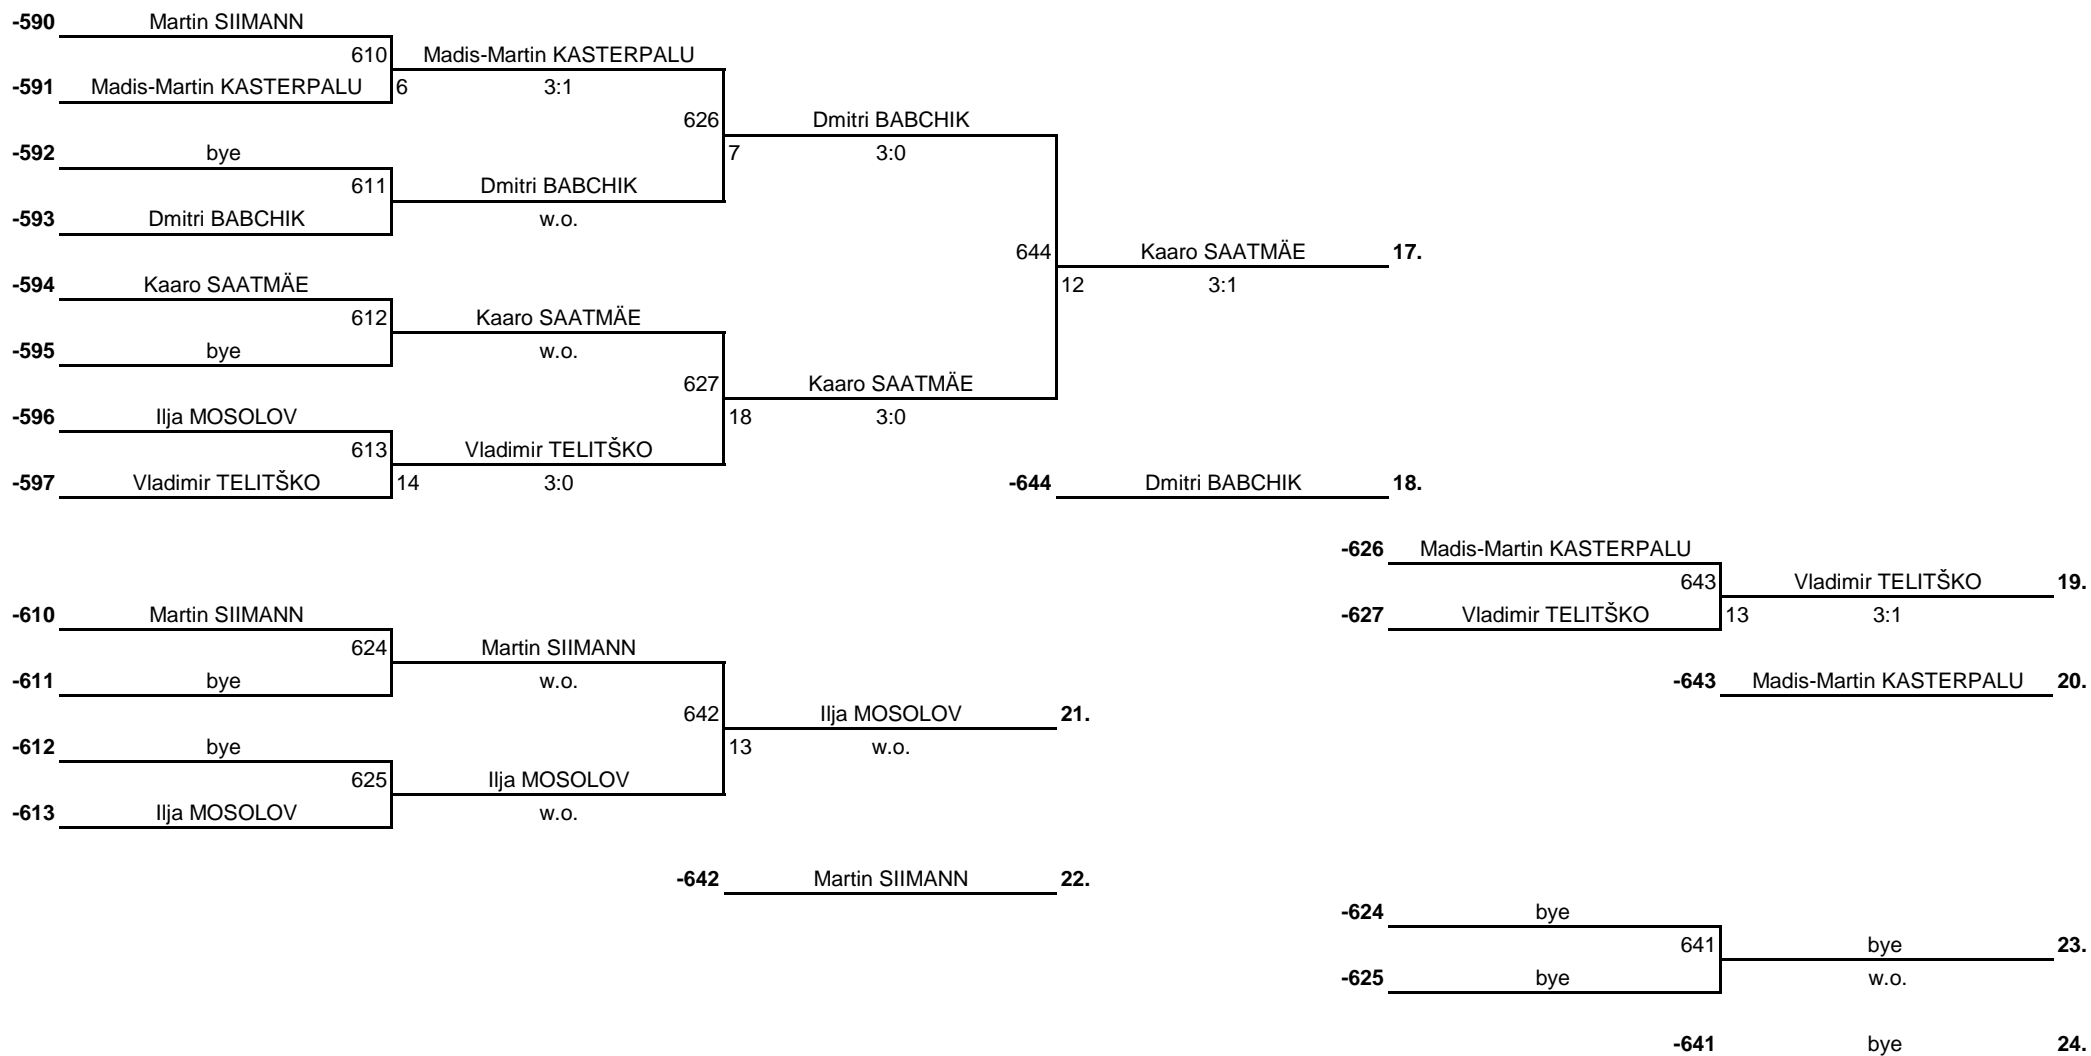 -590 Martin SIIMANN
610 Madis-Martin KASTERPALU
-591 Madis-Martin KASTERPALU 6 3:1
626 Dmitri BABCHIK
-592 bye 7 3:0
611 Dmitri BABCHIK
-593 Dmitri BABCHIK w.o.
644 Kaaro SAATMÄE 17.
-594 Kaaro SAATMÄE 12 3:1
612 Kaaro SAATMÄE
-595 bye w.o.
627 Kaaro SAATMÄE
-596 Ilja MOSOLOV 18 3:0
613 Vladimir TELITŠKO
-597 Vladimir TELITŠKO 14 3:0 -644 Dmitri BABCHIK 18.
-626 Madis-Martin KASTERPALU
643 Vladimir TELITŠKO 19.
-610 Martin SIIMANN -627 Vladimir TELITŠKO 13 3:1
624 Martin SIIMANN
-611 bye w.o. -643 Madis-Martin KASTERPALU 20.
642 Ilja MOSOLOV 21.
-612 bye 13 w.o.
625 Ilja MOSOLOV
-613 Ilja MOSOLOV w.o.
-642 Martin SIIMANN 22.
-624 bye
641 bye 23.
-625 bye w.o.
-641 bye 24.